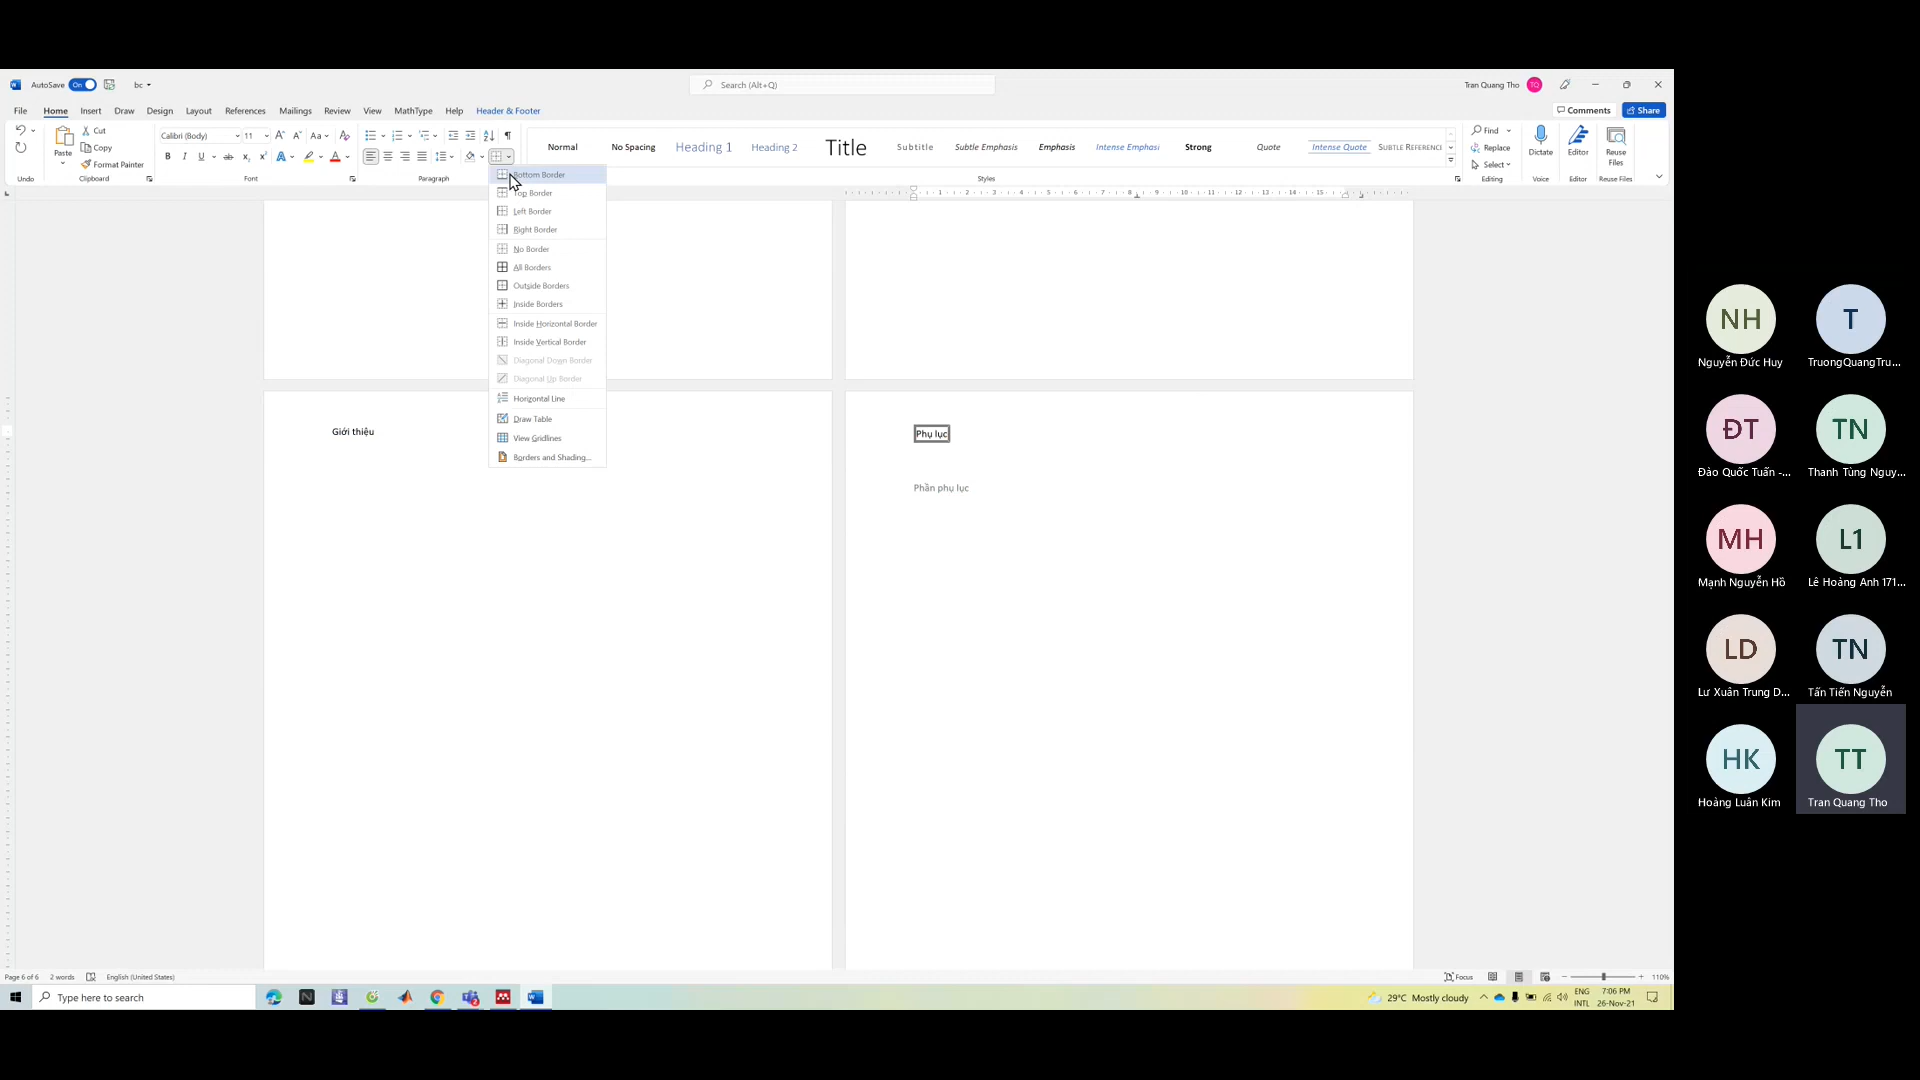 AutoSave On bc Search (Alt+Q) Tran Quang Tho TQ
File Home Insert Draw Design Layout References Mailings Review View MathType Help Header & Footer Comments Share
Paste Cut Copy Format Painter
Calibri (Body) 11
Normal No Spacing Heading 1 Heading 2 Title Subtitle Subtle Emphasis Emphasis Intense Emphasi Strong Quote Intense Quote SUBTLE REFERENCE
Find Replace Select
Dictate Editor Reuse Files
Undo Clipboard Font Paragraph Styles Editing Voice Editor Reuse Files
Bottom Border
Top Border
Left Border
Right Border
No Border
All Borders
Outside Borders
Inside Borders
Inside Horizontal Border
Inside Vertical Border
Diagonal Down Border
Diagonal Up Border
Horizontal Line
Draw Table
View Gridlines
Borders and Shading...
Giới thiệu
Phụ lục
Phần phụ lục
NH
Nguyễn Đức Huy
T
TruongQuangTru...
ĐT
Đào Quốc Tuấn -...
TN
Thanh Tùng Nguy...
MH
Mạnh Nguyễn Hồ
L1
Lê Hoàng Anh 171...
LD
Lư Xuân Trung D...
TN
Tấn Tiến Nguyễn
HK
Hoàng Luân Kim
TT
Tran Quang Tho
Page 6 of 6 2 words English (United States) Focus 110%
Type here to search 29°C Mostly cloudy ENG INTL 7:06 PM 26-Nov-21